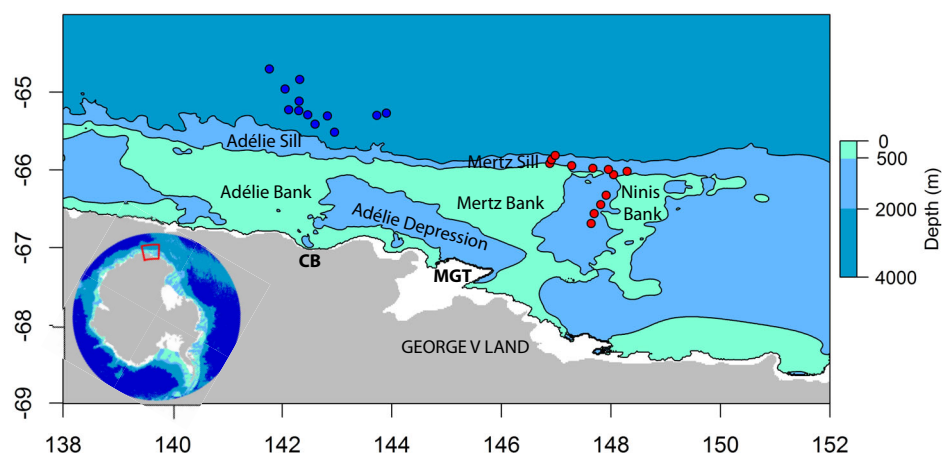 -65
-66
-67
-68
-69
138
140
142
144
146
148
150
152
Adélie Sill
Mertz Sill
Adélie Bank
Mertz Bank
Ninis
Bank
Adélie Depression
CB
MGT
GEORGE V LAND
0
500
2000
4000
Depth (m)